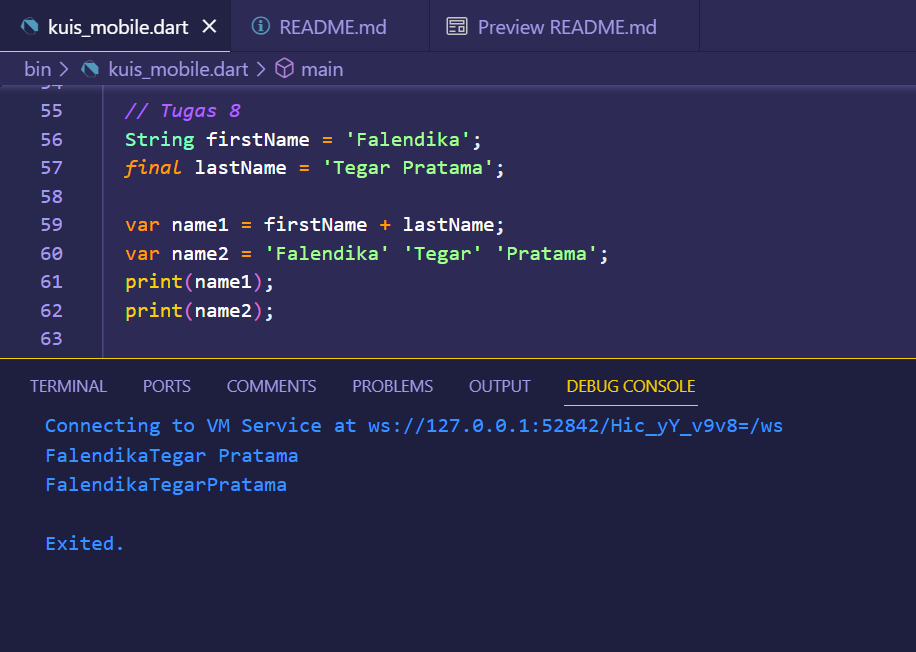 kuis_mobile.dart README.md Preview README.md
bin kuis_mobile.dart main
54
55 // Tugas 8
56 String firstName = 'Falendika';
57 final lastName = 'Tegar Pratama';
58
59 var name1 = firstName + lastName;
60 var name2 = 'Falendika' 'Tegar' 'Pratama';
61 print(name1);
62 print(name2);
63
TERMINAL PORTS COMMENTS PROBLEMS OUTPUT DEBUG CONSOLE
Connecting to VM Service at ws://127.0.0.1:52842/Hic_yY_v9v8=/ws
FalendikaTegar Pratama
FalendikaTegarPratama
Exited.